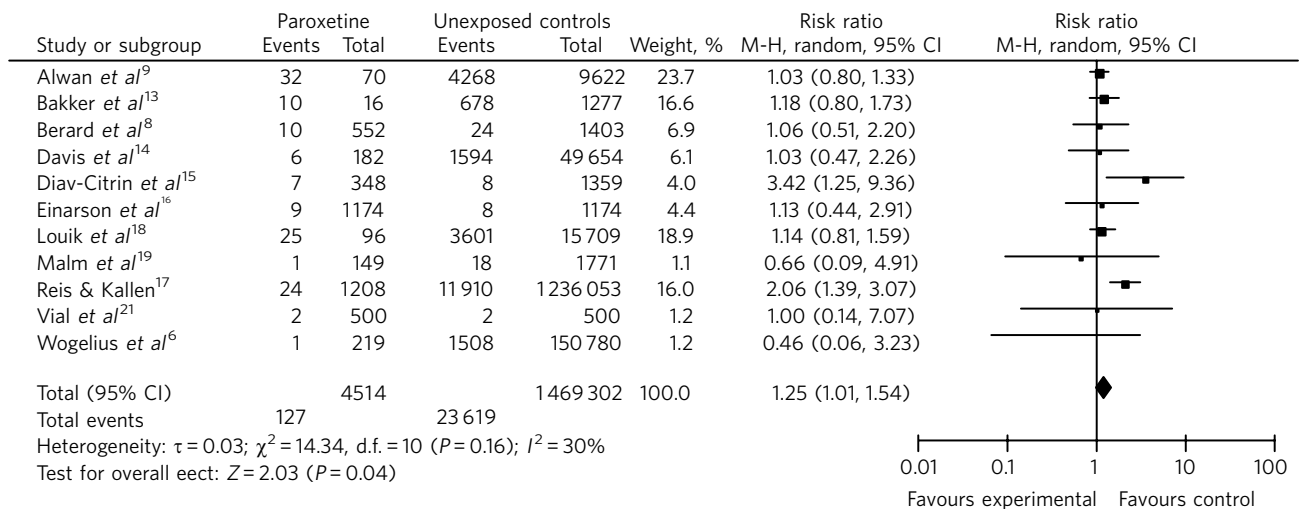 Paroxetine Unexposed controls Risk ratio Risk ratio
Study or subgroup Events Total Events Total Weight, % M-H, random, 95% CI M-H, random, 95% CI
Alwan et al9 32 70 4268 9622 23.7 1.03 (0.80, 1.33)
Bakker et al13 10 16 678 1277 16.6 1.18 (0.80, 1.73)
Berard et al8 10 552 24 1403 6.9 1.06 (0.51, 2.20)
Davis et al14 6 182 1594 49 654 6.1 1.03 (0.47, 2.26)
Diav-Citrin et al15 7 348 8 1359 4.0 3.42 (1.25, 9.36)
Einarson et al16 9 1174 8 1174 4.4 1.13 (0.44, 2.91)
Louik et al18 25 96 3601 15 709 18.9 1.14 (0.81, 1.59)
Malm et al19 1 149 18 1771 1.1 0.66 (0.09, 4.91)
Reis & Kallen17 24 1208 11 910 1 236 053 16.0 2.06 (1.39, 3.07)
Vial et al21 2 500 2 500 1.2 1.00 (0.14, 7.07)
Wogelius et al6 1 219 1508 150 780 1.2 0.46 (0.06, 3.23)
Total (95% CI) 4514 1 469 302 100.0 1.25 (1.01, 1.54)
Total events 127 23 619
Heterogeneity: τ = 0.03; χ2 = 14.34, d.f. = 10 (P = 0.16); I2 = 30%
Test for overall eect: Z = 2.03 (P = 0.04)
0.01 0.1 1 10 100
Favours experimental Favours control